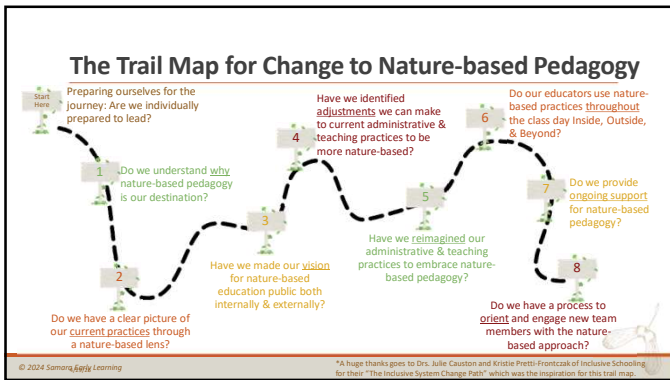 The Trail Map for Change to Nature-based Pedagogy
Start
Here
Preparing ourselves for the
journey: Are we individually
prepared to lead?
1
Do we understand why
nature-based pedagogy
is our destination?
2
Do we have a clear picture of
our current practices through
a nature-based lens?
3
Have we made our vision
for nature-based
education public both
internally & externally?
Have we identified
adjustments we can make
to current administrative &
teaching practices to
be more nature-based?
4
5
Have we reimagined our
administrative & teaching
practices to embrace nature-
based pedagogy?
Do our educators use nature-
based practices throughout
the class day Inside, Outside,
& Beyond?
6
7
Do we provide
ongoing support
for nature-based
pedagogy?
8
Do we have a process to
orient and engage new team
members with the nature-
based approach?
© 2024 Samara Early Learning
*A huge thanks goes to Drs. Julie Causton and Kristie Pretti-Frontczak of Inclusive Schooling
for their "The Inclusive System Change Path" which was the inspiration for this trail map.